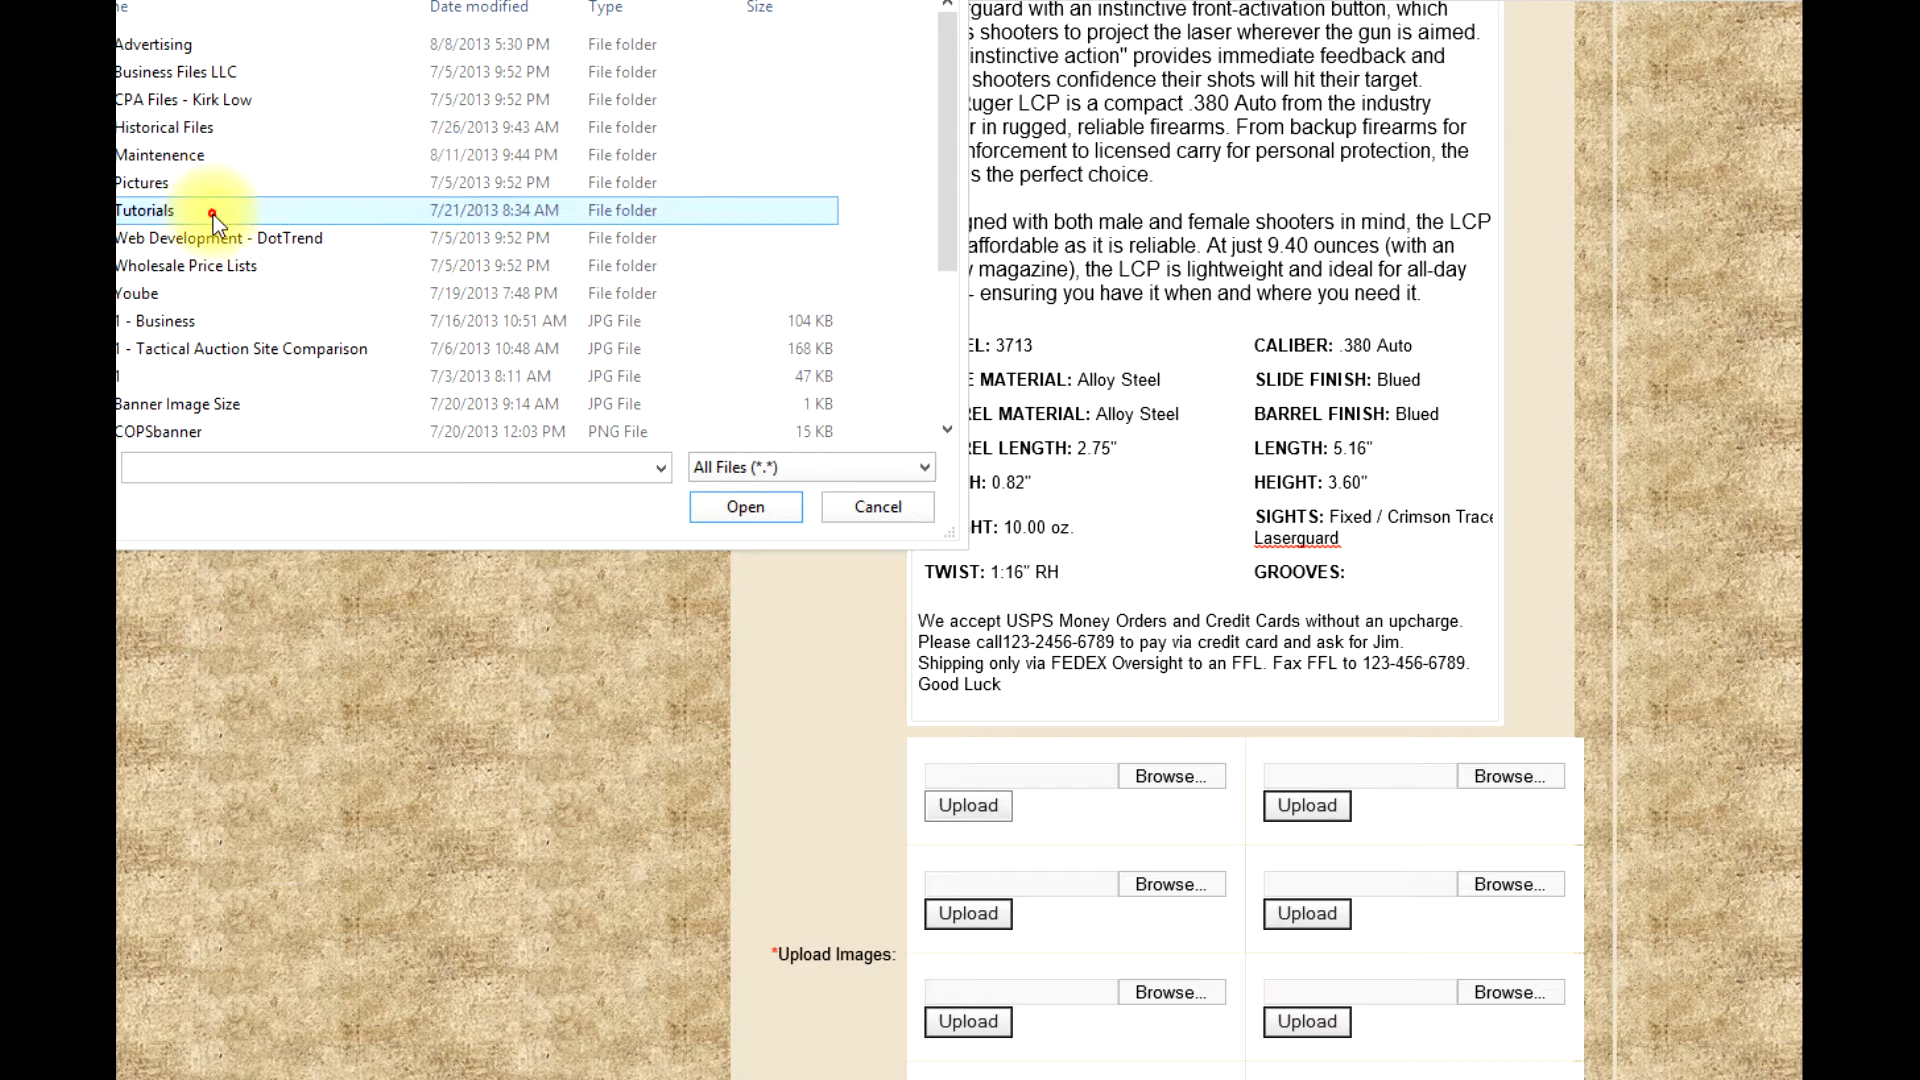 Date modified Type Size
Advertising 8/8/2013 5:30 PM File folder
Business Files LLC 7/5/2013 9:52 PM File folder
CPA Files - Kirk Low 7/5/2013 9:52 PM File folder
Historical Files 7/26/2013 9:43 AM File folder
Maintenence 8/11/2013 9:44 PM File folder
Pictures 7/5/2013 9:52 PM File folder
Tutorials 7/21/2013 8:34 AM File folder
Web Development - DotTrend 7/5/2013 9:52 PM File folder
Wholesale Price Lists 7/5/2013 9:52 PM File folder
Yoube 7/19/2013 7:48 PM File folder
1 - Business 7/16/2013 10:51 AM JPG File 104 KB
1 - Tactical Auction Site Comparison 7/6/2013 10:48 AM JPG File 168 KB
1 7/3/2013 8:11 AM JPG File 47 KB
Banner Image Size 7/20/2013 9:14 AM JPG File 1 KB
COPSbanner 7/20/2013 12:03 PM PNG File 15 KB
All Files (*.*)
Open Cancel
guard with an instinctive front-activation button, which
s shooters to project the laser wherever the gun is aimed.
instinctive action" provides immediate feedback and
shooters confidence their shots will hit their target.
Ruger LCP is a compact .380 Auto from the industry
r in rugged, reliable firearms. From backup firearms for
nforcement to licensed carry for personal protection, the
s the perfect choice.
gned with both male and female shooters in mind, the LCP
affordable as it is reliable. At just 9.40 ounces (with an
y magazine), the LCP is lightweight and ideal for all-day
- ensuring you have it when and where you need it.
EL: 3713 CALIBER: .380 Auto
E MATERIAL: Alloy Steel SLIDE FINISH: Blued
REL MATERIAL: Alloy Steel BARREL FINISH: Blued
REL LENGTH: 2.75" LENGTH: 5.16"
H: 0.82" HEIGHT: 3.60"
HT: 10.00 oz. SIGHTS: Fixed / Crimson Trace
Laserguard
TWIST: 1:16" RH GROOVES:
We accept USPS Money Orders and Credit Cards without an upcharge.
Please call123-2456-6789 to pay via credit card and ask for Jim.
Shipping only via FEDEX Oversight to an FFL. Fax FFL to 123-456-6789.
Good Luck
*Upload Images:
Browse... Browse...
Upload Upload
Browse... Browse...
Upload Upload
Browse... Browse...
Upload Upload